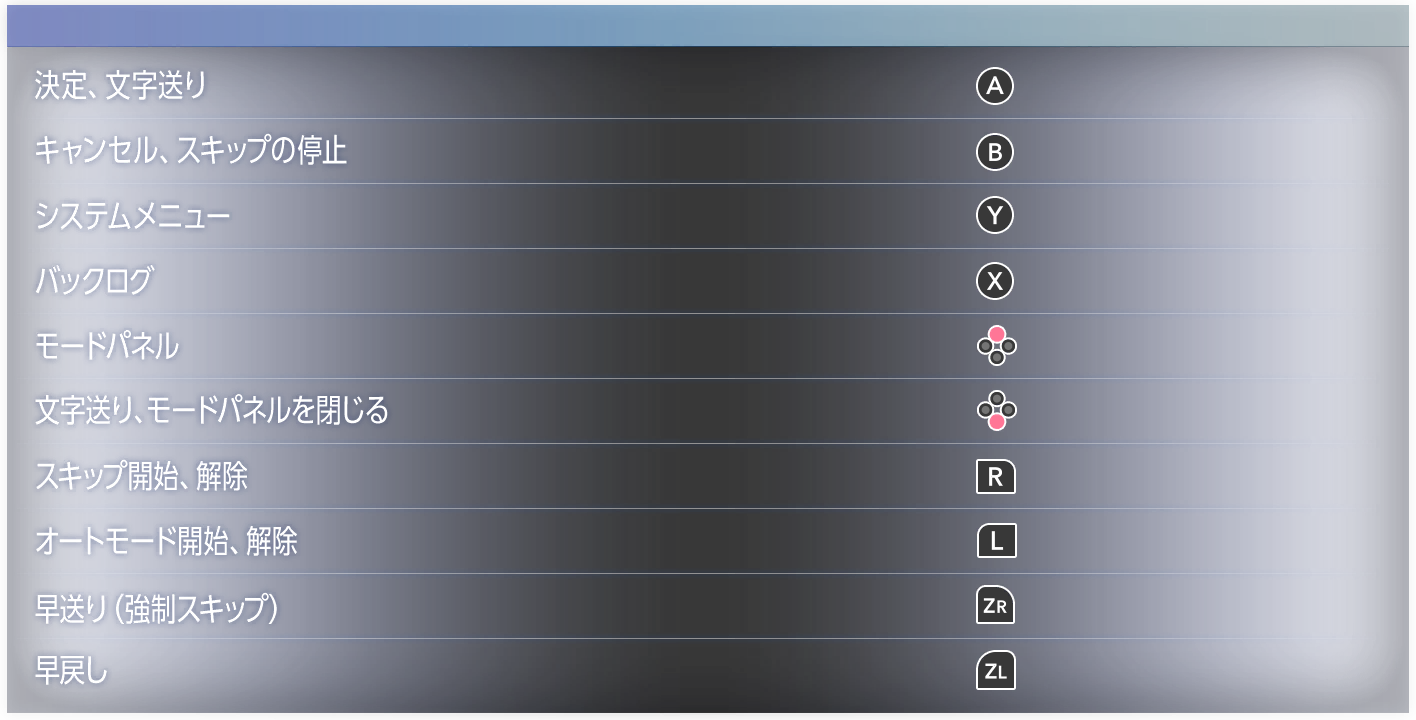 決定、文字送り A
キャンセル、スキップの停止 B
システムメニュー Y
バックログ X
モードパネル
文字送り、モードパネルを閉じる
スキップ開始、解除 R
オートモード開始、解除 L
早送り（強制スキップ） ZR
早戻し ZL